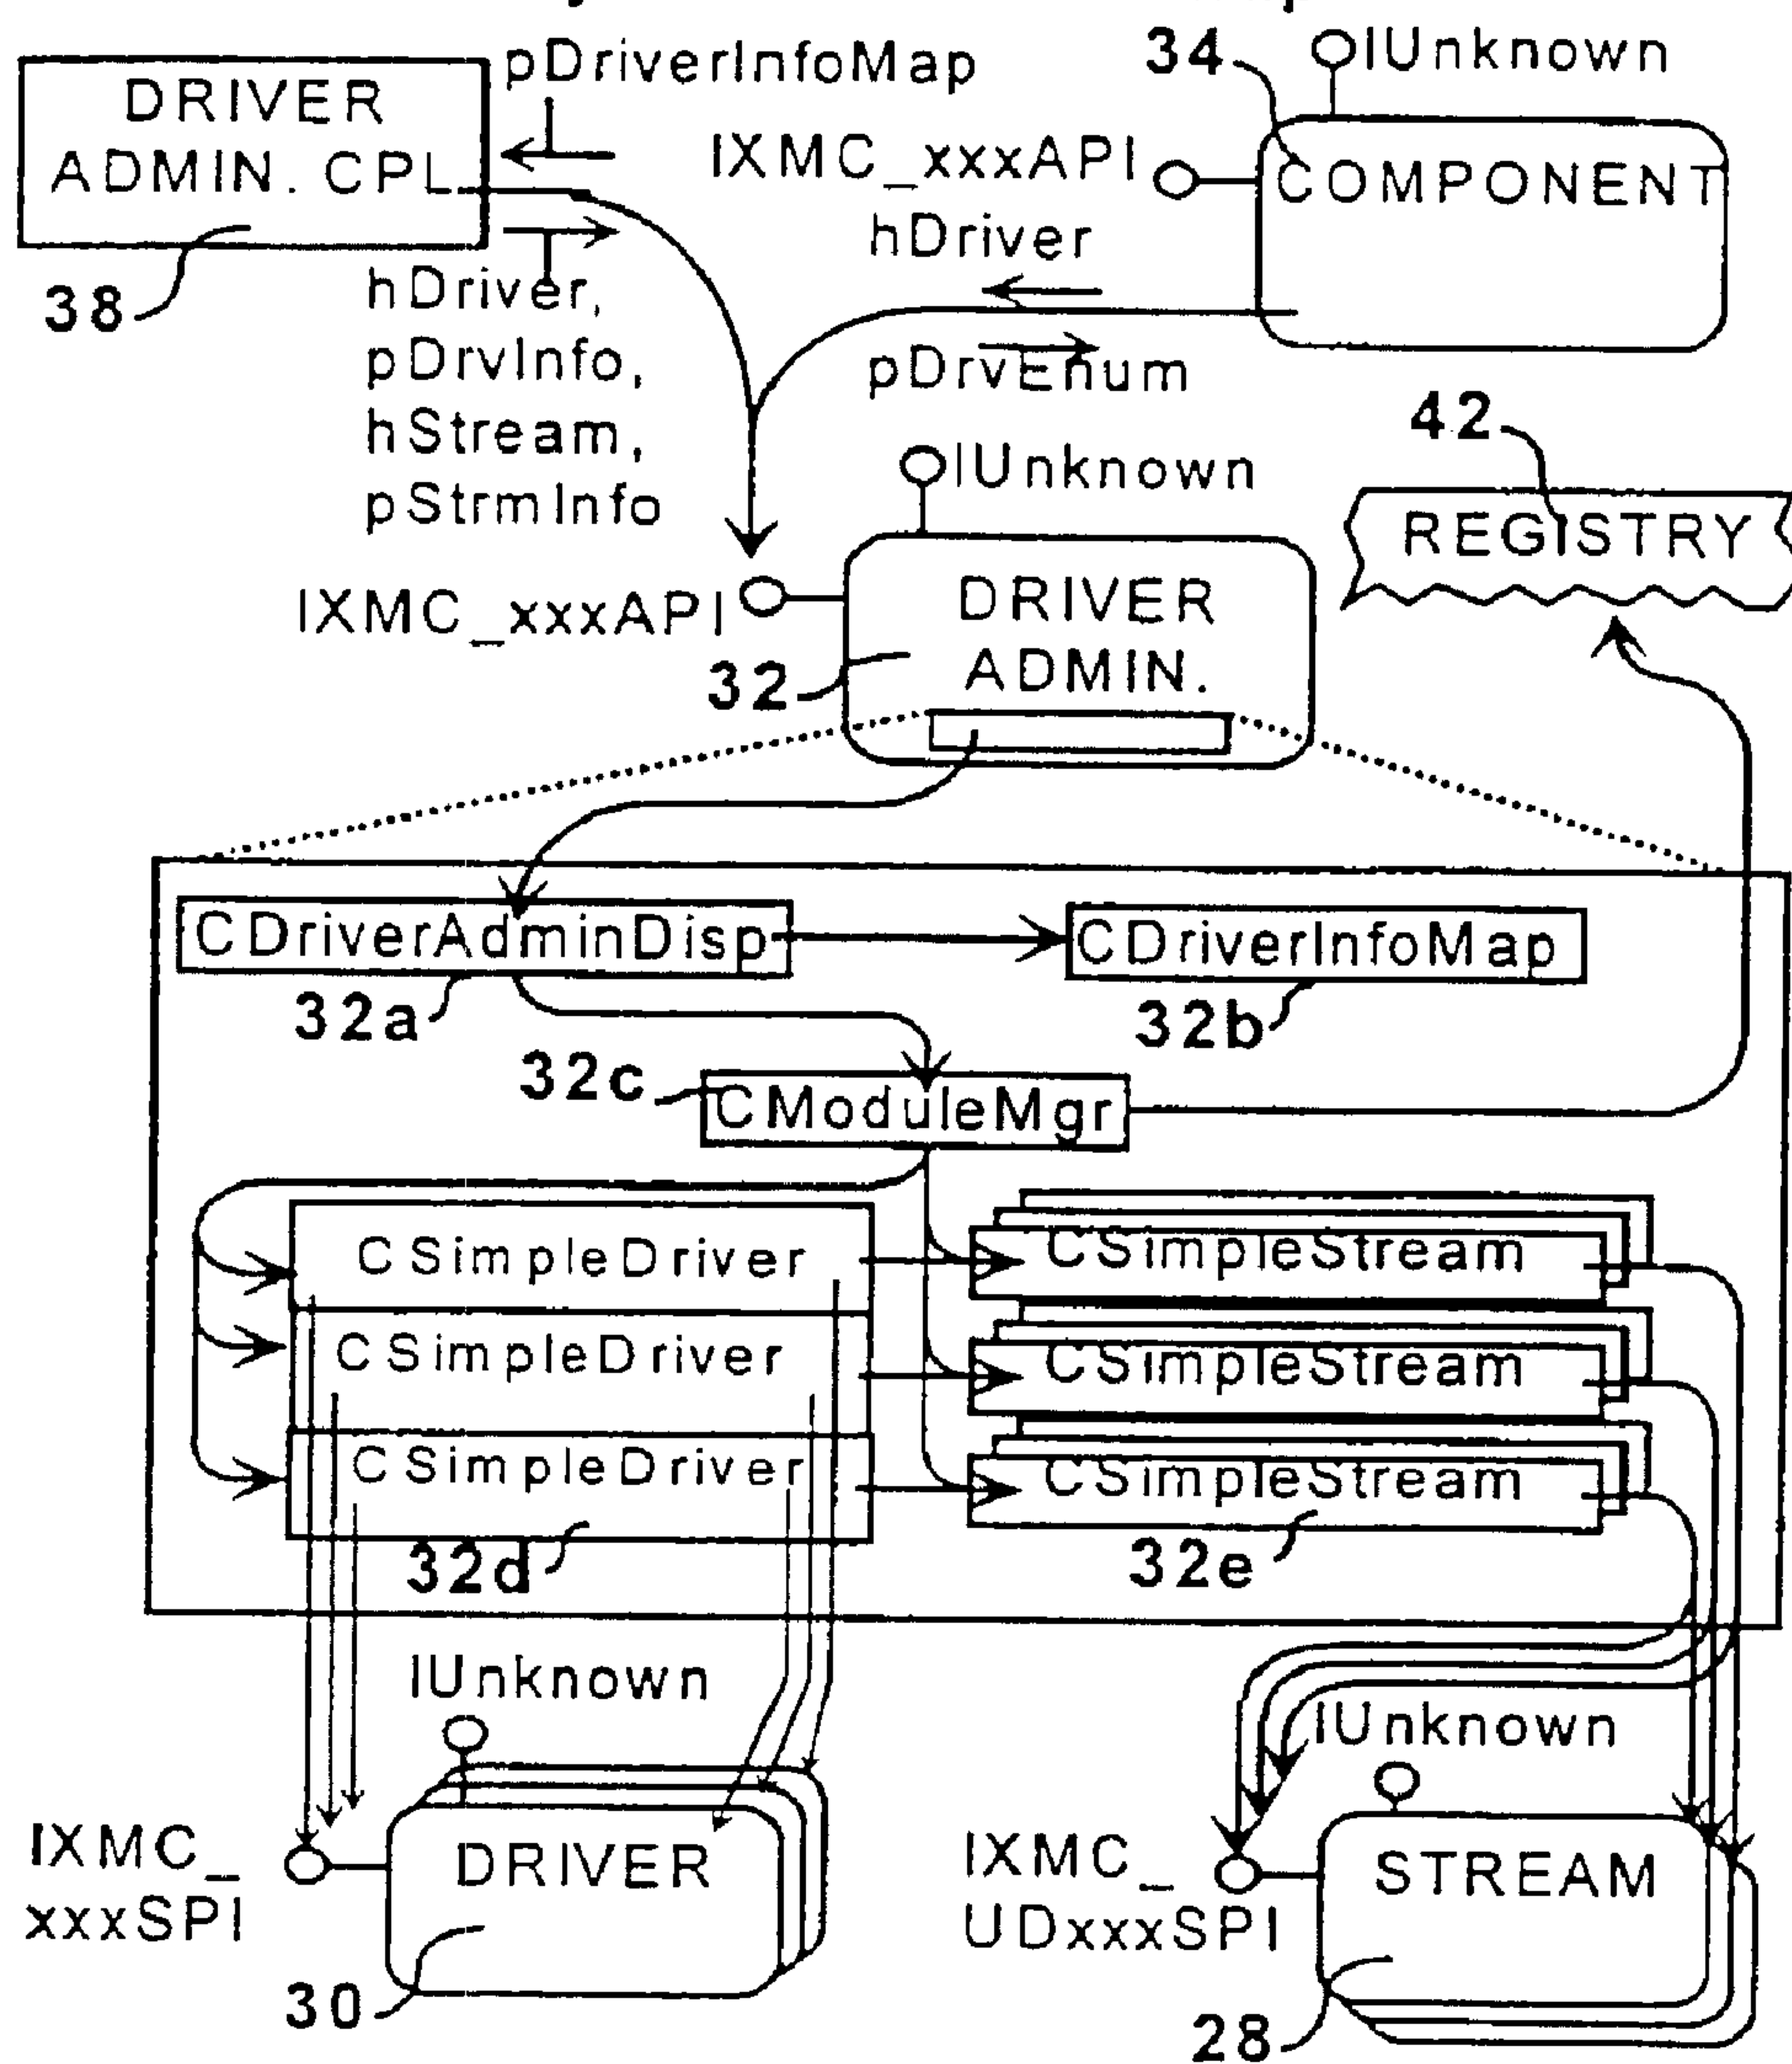 pDriverInfoMap
34
IUnknown
DRIVER
ADMIN. CPL
IXMC_xxxAPI
COMPONENT
hDriver
38
hDriver,
pDrvInfo,
hStream,
pStrmInfo
pDrvEnum
42
IUnknown
REGISTRY
IXMC_xxxAPI
DRIVER
ADMIN.
32
CDriverAdminDisp
CDriverInfoMap
32a
32b
32c
CModuleMgr
CSimpleDriver
CSimpleStream
CSimpleDriver
CSimpleStream
CSimpleDriver
CSimpleStream
32d
32e
IUnknown
IUnknown
IXMC_
xxxSPI
DRIVER
IXMC_
UDxxxSPI
STREAM
30
28